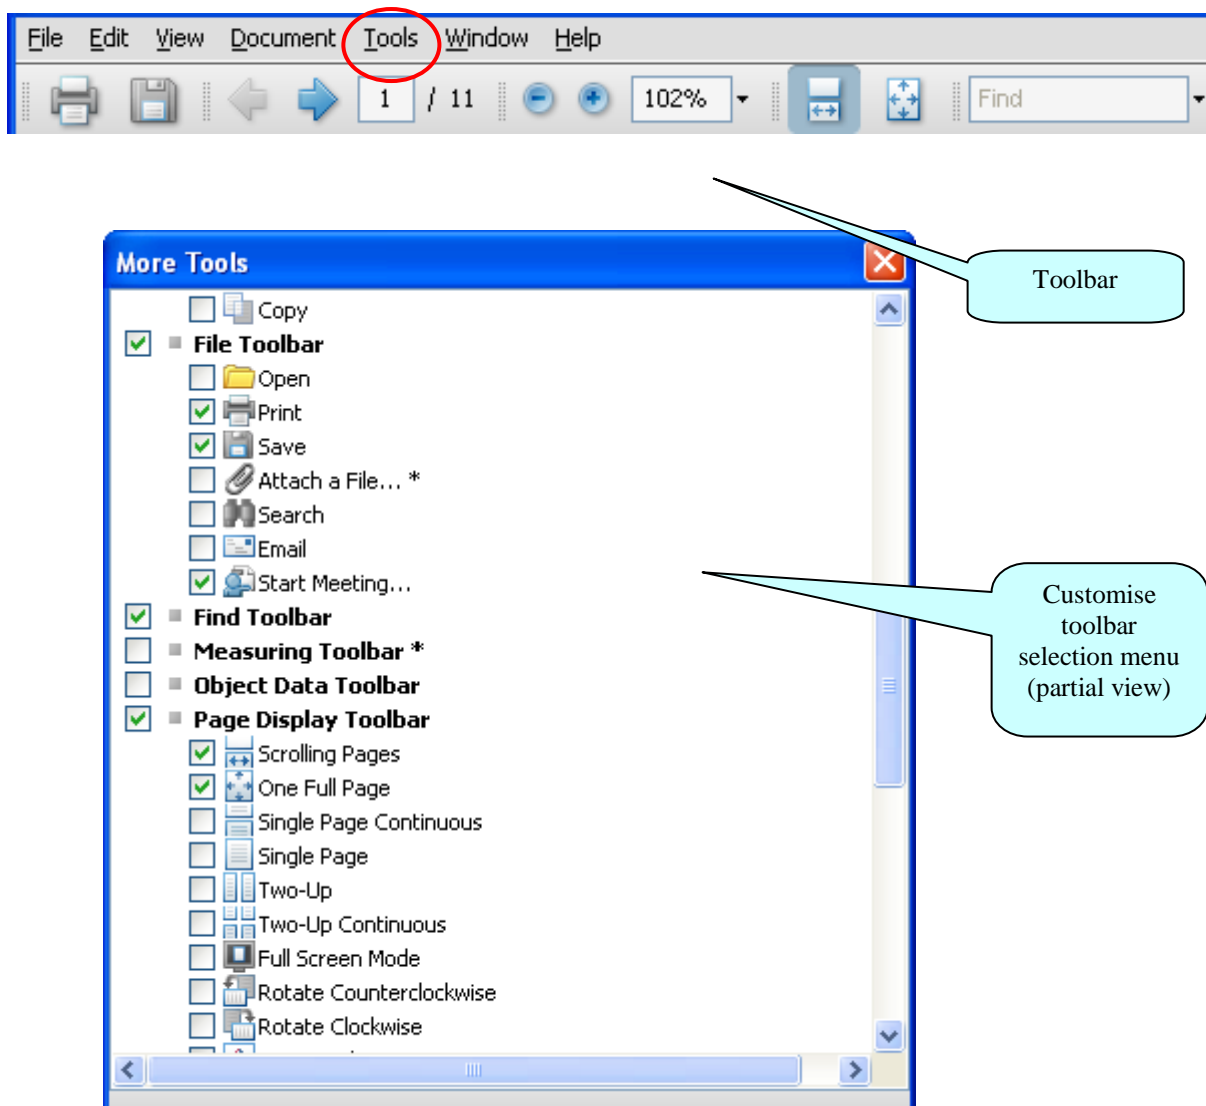 File Edit View Document Tools Window Help
1 / 11 102% Find
Toolbar
More Tools
Copy
File Toolbar
Open
Print
Save
Attach a File... *
Search
Email
Start Meeting...
Find Toolbar
Measuring Toolbar *
Object Data Toolbar
Page Display Toolbar
Scrolling Pages
One Full Page
Single Page Continuous
Single Page
Two-Up
Two-Up Continuous
Full Screen Mode
Rotate Counterclockwise
Rotate Clockwise
Customise
toolbar
selection menu
(partial view)